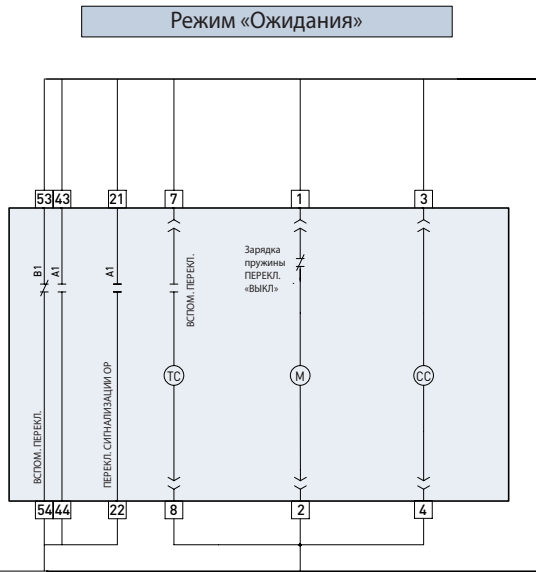 Режим «Ожидания»
53 43 21 7 1 3
Зарядка
пружины
ПЕРЕКЛ.
«ВЫКЛ»
B1
A1
A1
ВСПОМ. ПЕРЕКЛ.
TC
M
CC
ВСПОМ. ПЕРЕКЛ.
ПЕРЕКЛ. СИГНАЛИЗАЦИИ ОР
54 44 22 8 2 4